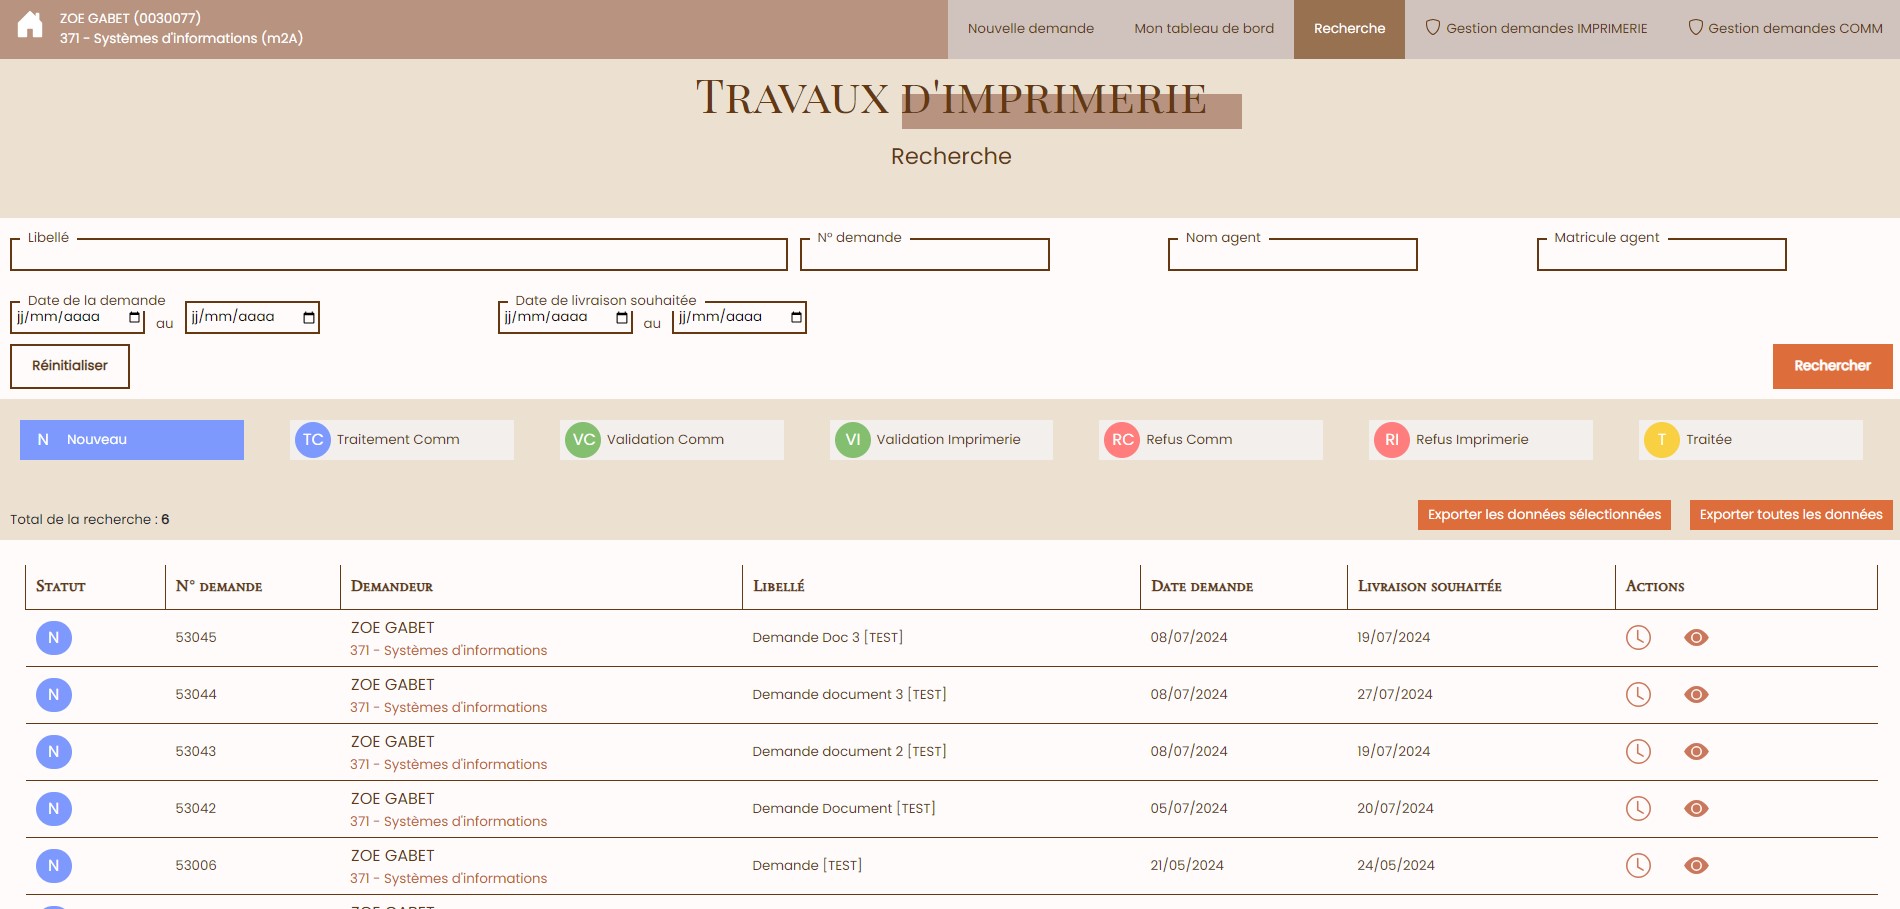 ZOE GABET (0030077)
371 - Systèmes d'informations (m2A)
Nouvelle demande
Mon tableau de bord
Recherche
Gestion demandes IMPRIMERIE
Gestion demandes COMM
Travaux d'imprimerie
Recherche
Libellé
N° demande
Nom agent
Matricule agent
Date de la demande
jj/mm/aaaa
au
jj/mm/aaaa
Date de livraison souhaitée
jj/mm/aaaa
au
jj/mm/aaaa
Réinitialiser
Rechercher
N Nouveau
TC Traitement Comm
VC Validation Comm
VI Validation Imprimerie
RC Refus Comm
RI Refus Imprimerie
T Traitée
Total de la recherche : 6
Exporter les données sélectionnées
Exporter toutes les données
Statut N° demande Demandeur Libellé Date demande Livraison souhaitée Actions
N 53045 ZOE GABET Demande Doc 3 [TEST] 08/07/2024 19/07/2024
371 - Systèmes d'informations
N 53044 ZOE GABET Demande document 3 [TEST] 08/07/2024 27/07/2024
371 - Systèmes d'informations
N 53043 ZOE GABET Demande document 2 [TEST] 08/07/2024 19/07/2024
371 - Systèmes d'informations
N 53042 ZOE GABET Demande Document [TEST] 05/07/2024 20/07/2024
371 - Systèmes d'informations
N 53006 ZOE GABET Demande [TEST] 21/05/2024 24/05/2024
371 - Systèmes d'informations